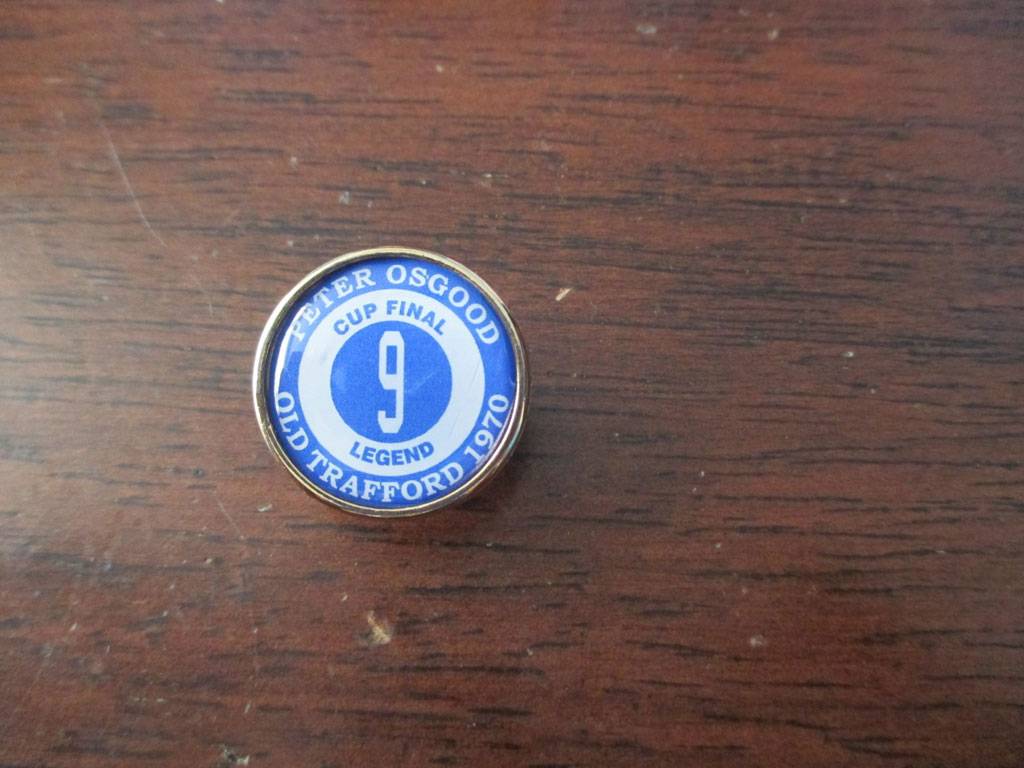 PETER OSGOOD
CUP FINAL
9
LEGEND
OLD TRAFFORD 1970